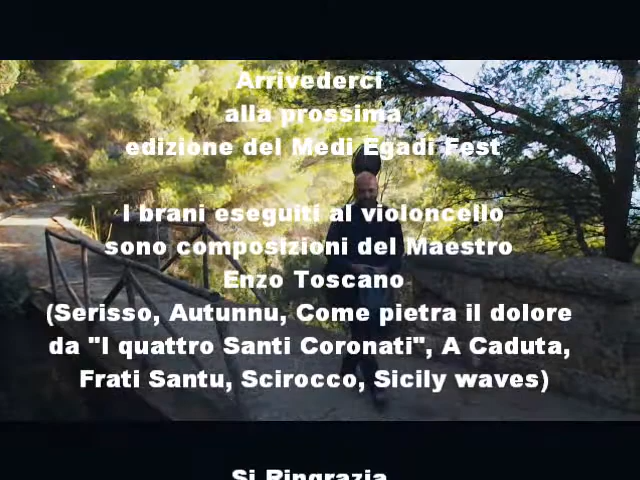 Arrivederci
alla prossima
edizione del Medi Egadi Fest
I brani eseguiti al violoncello
sono composizioni del Maestro
Enzo Toscano
(Serisso, Autunnu, Come pietra il dolore
da "I quattro Santi Coronati", A Caduta,
Frati Santu, Scirocco, Sicily waves)
Si Ringrazia